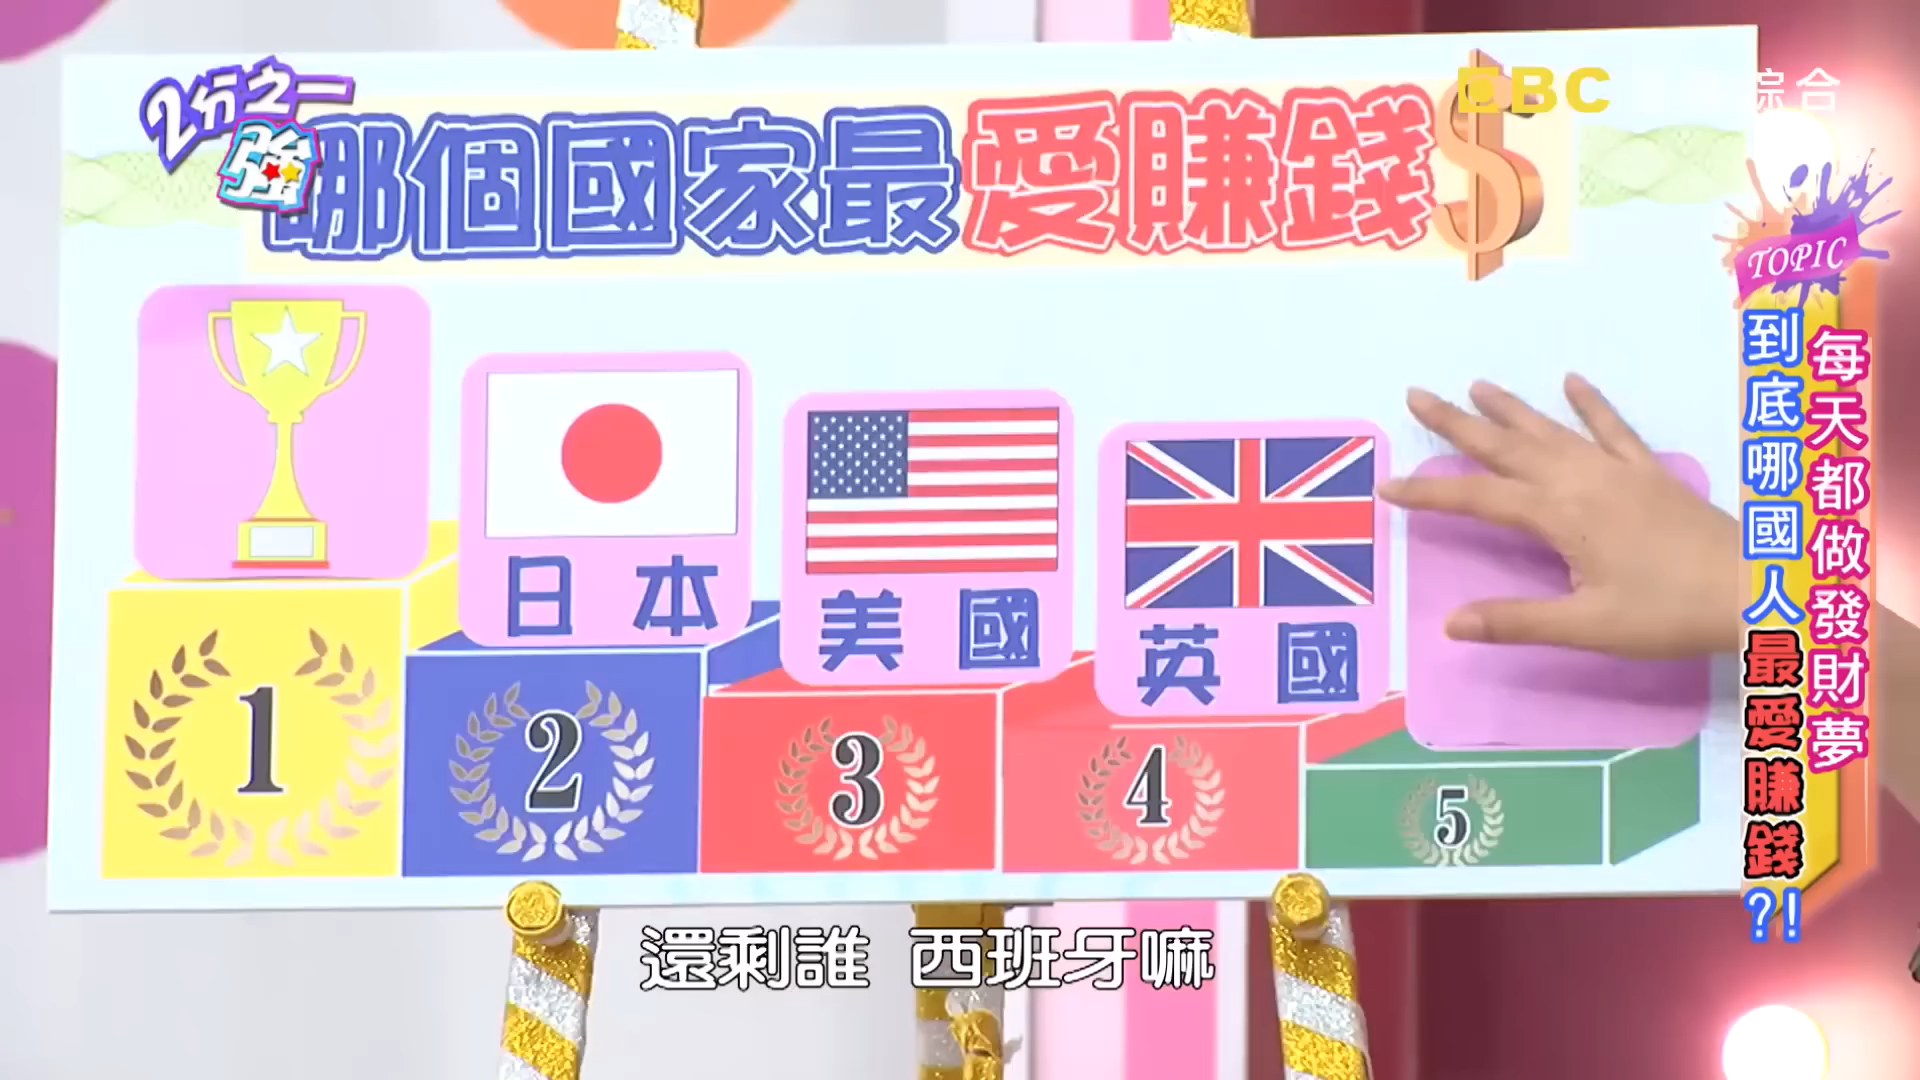 2分之一
強
哪個國家最愛賺錢$
EBC 綜合
TOPIC
每天都做發財夢
到底哪國人最愛賺錢?!
日本
美國
英國
1
2
3
4
5
還剩誰 西班牙嘛